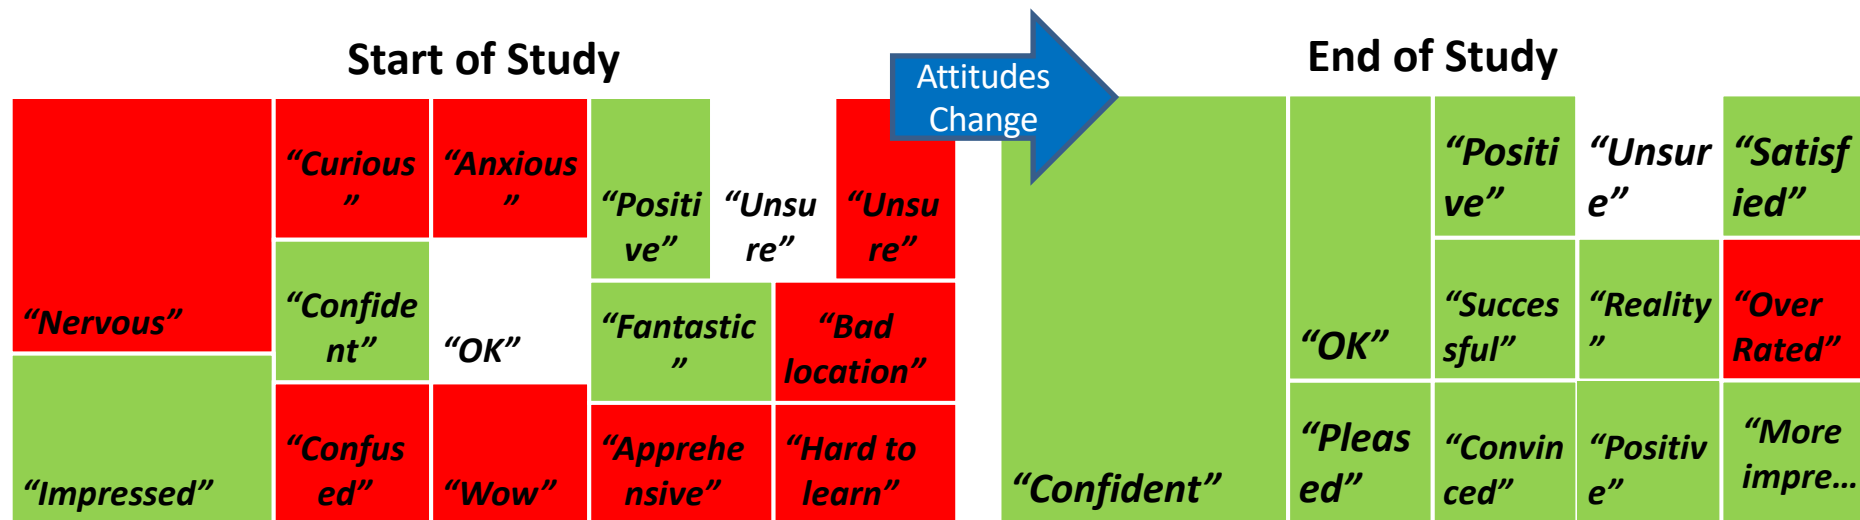 Start of Study
Attitudes
Change
End of Study
“Nervous”
“Impressed”
“Curious
”
“Confide
nt”
“Confus
ed”
“Anxious
”
“OK”
“Wow”
“Positi
ve”
“Unsu
re”
“Unsu
re”
“Fantastic
”
“Bad
location”
“Apprehe
nsive”
“Hard to
learn”
“Confident”
“OK”
“Pleas
ed”
“Positi
ve”
“Unsur
e”
“Satisf
ied”
“Succes
sful”
“Reality
”
“Over
Rated”
“Convin
ced”
“Positiv
e”
“More
impre…